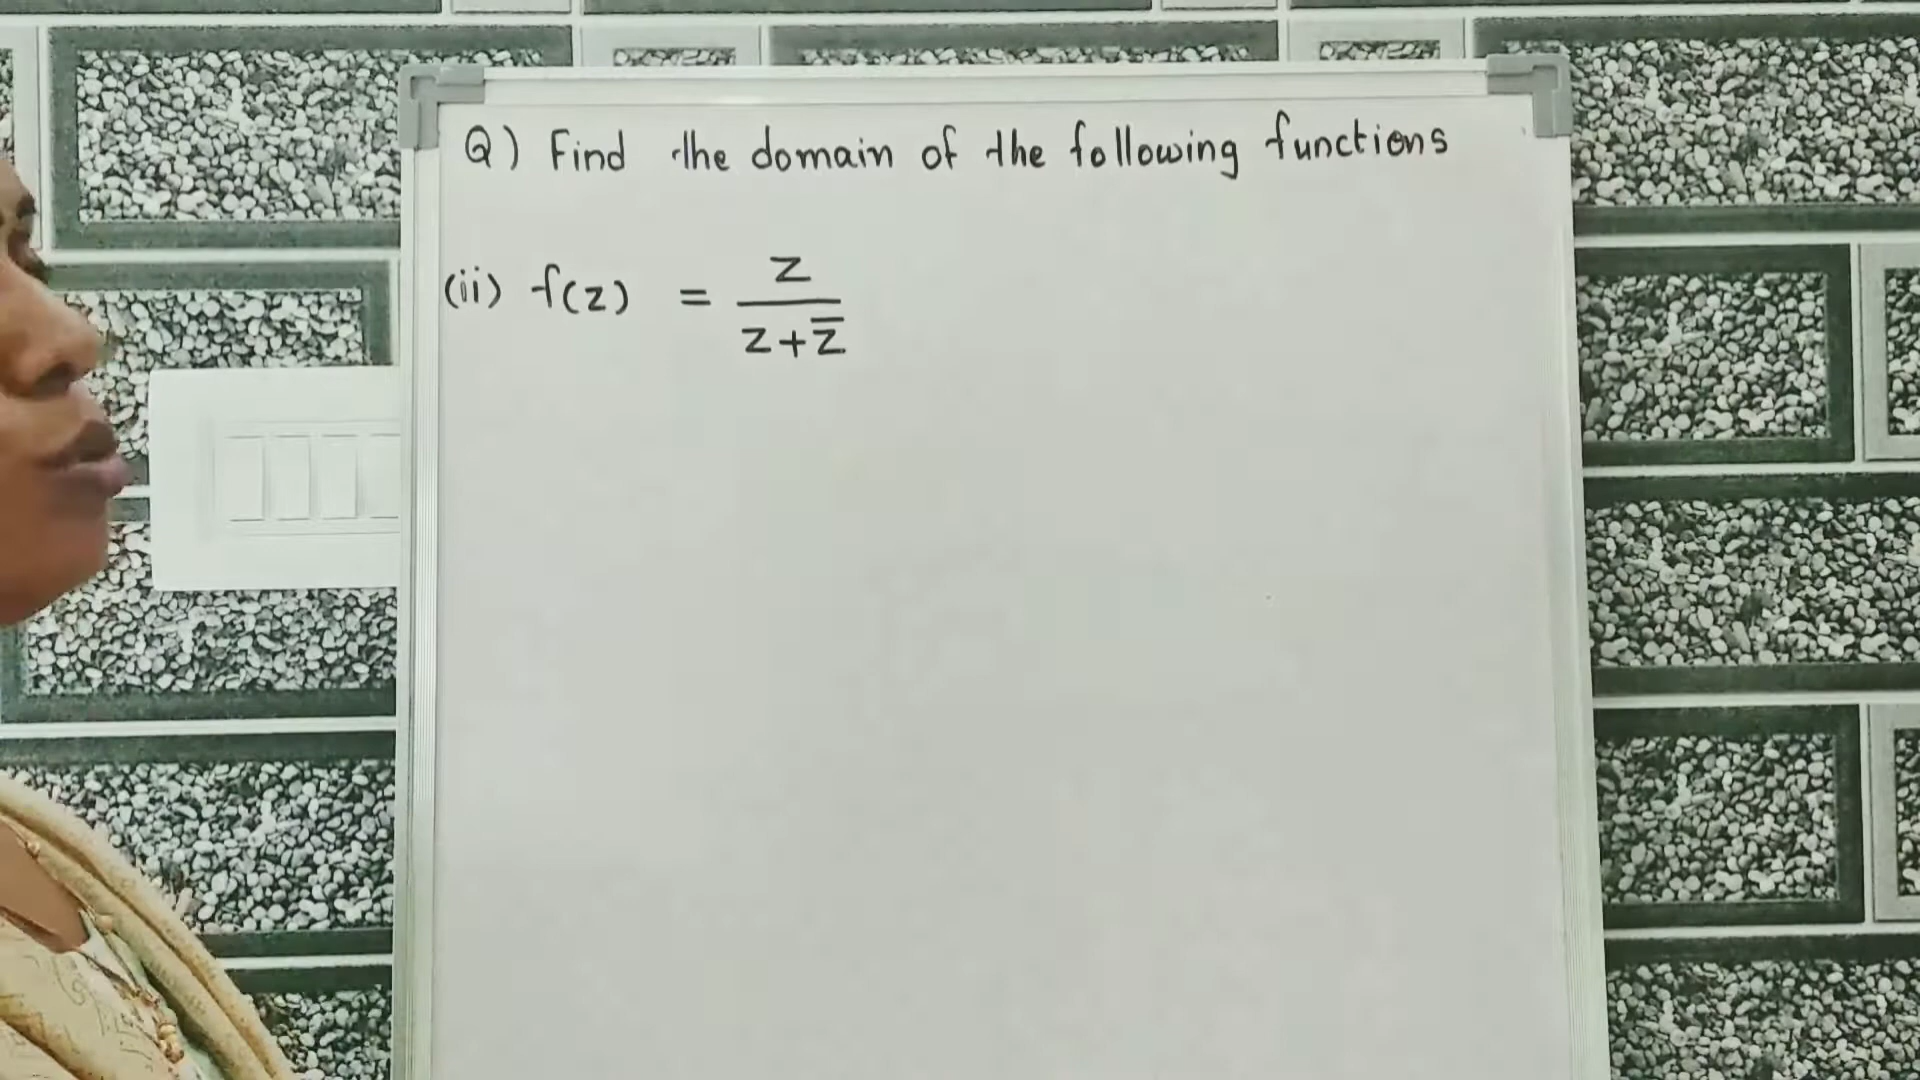 Q) Find the domain of the following functions
(ii) f(z) = z / z+z̅